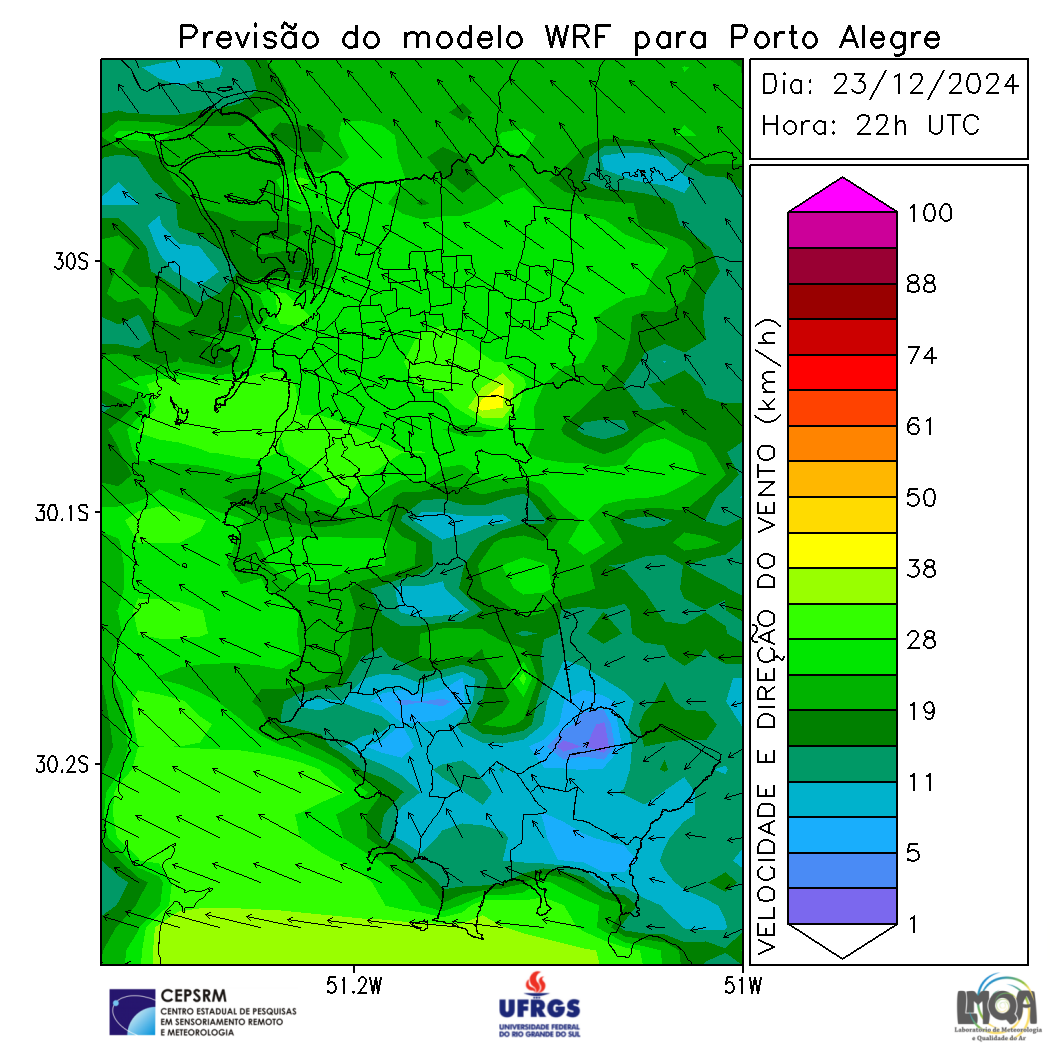 Previsão do modelo WRF para Porto Alegre
Dia: 23/12/2024
Hora: 22h UTC
30S
30.1S
30.2S
51.2W
51W
VELOCIDADE E DIREÇÃO DO VENTO (km/h)
100
88
74
61
50
38
28
19
11
5
1
CEPSRM
CENTRO ESTADUAL DE PESQUISAS
EM SENSORIAMENTO REMOTO
E METEOROLOGIA
UFRGS
UNIVERSIDADE FEDERAL
DO RIO GRANDE DO SUL
LMQA
Laboratório de Meteorologia
e Qualidade do Ar